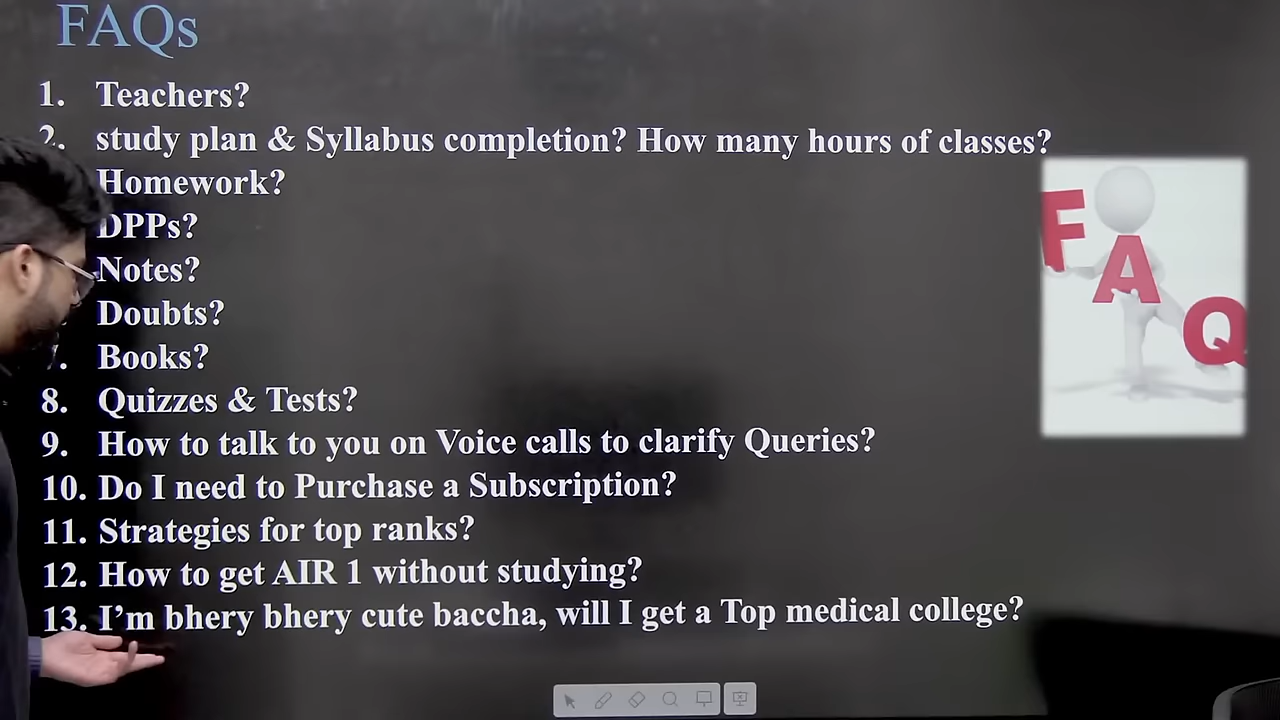 FAQs
1. Teachers?
2. study plan & Syllabus completion? How many hours of classes?
Homework?
DPPs?
Notes?
Doubts?
7. Books?
8. Quizzes & Tests?
9. How to talk to you on Voice calls to clarify Queries?
10. Do I need to Purchase a Subscription?
11. Strategies for top ranks?
12. How to get AIR 1 without studying?
13. I'm bhery bhery cute baccha, will I get a Top medical college?
F
A
Q